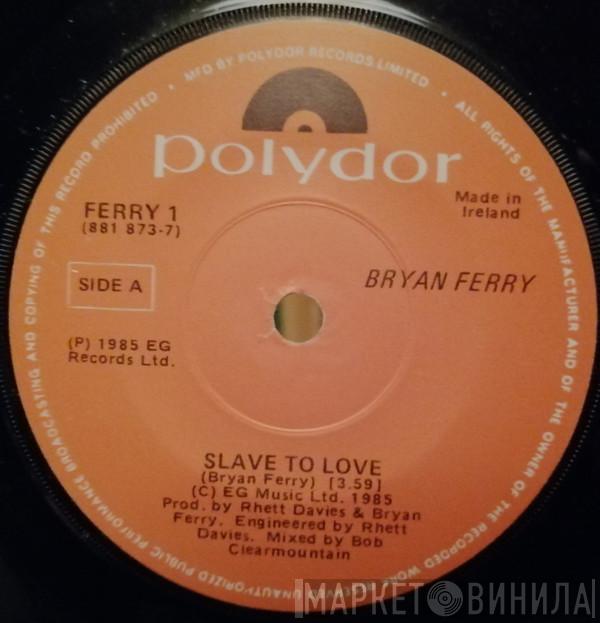 MFD BY POLYDOR RECORDS LIMITED • ALL RIGHTS OF THE MANUFACTURER AND OF THE OWNER OF THE RECORDED WORK RESERVED UNAUTHORIZED PUBLIC PERFORMANCE BROADCASTING AND COPYING OF THIS RECORD PROHIBITED •
polydor
FERRY 1
(881 873-7)
Made in
Ireland
SIDE A
BRYAN FERRY
(P) 1985 EG
Records Ltd.
SLAVE TO LOVE
(Bryan Ferry) [3.59]
(C) EG Music Ltd. 1985
Prod. by Rhett Davies & Bryan
Ferry. Engineered by Rhett
Davies. Mixed by Bob
Clearmountain
МАРКЕТ ВИНИЛА